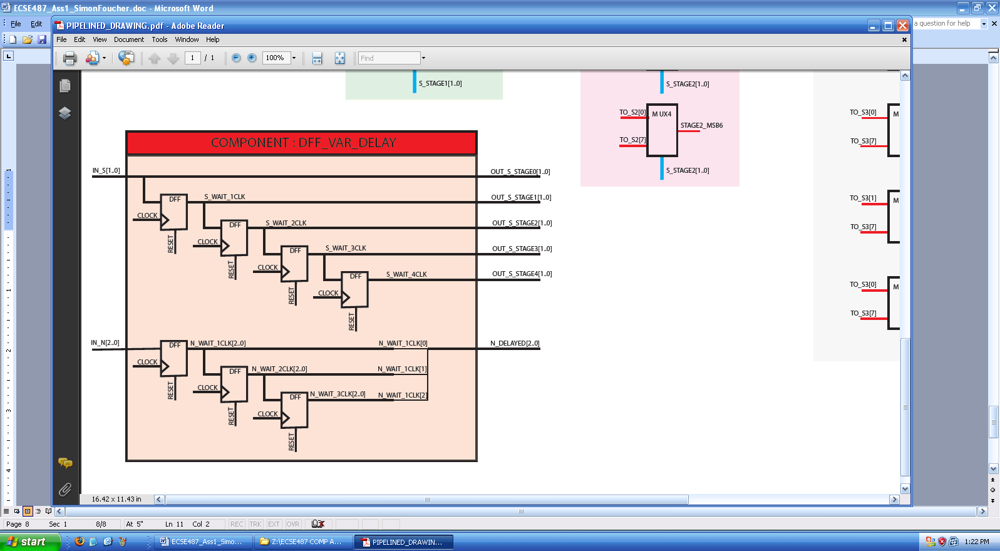 ECSE487_Ass1_SimonFoucher.doc - Microsoft Word
File Edit
a question for help
PIPELINED_DRAWING.pdf - Adobe Reader
File Edit View Document Tools Window Help
1 / 1 100% Find
S_STAGE1[1..0]
S_STAGE2[1..0]
TO_S2[0] MUX4
STAGE2_MSB6
TO_S2[7]
S_STAGE2[1..0]
TO_S3[0] M
TO_S3[7]
TO_S3[1] M
TO_S3[7]
TO_S3[0] M
TO_S3[7]
COMPONENT : DFF_VAR_DELAY
IN_S[1..0] OUT_S_STAGE0[1..0]
DFF S_WAIT_1CLK OUT_S_STAGE1[1..0]
CLOCK
RESET
DFF S_WAIT_2CLK OUT_S_STAGE2[1..0]
CLOCK
RESET
DFF S_WAIT_3CLK OUT_S_STAGE3[1..0]
CLOCK
RESET
DFF S_WAIT_4CLK OUT_S_STAGE4[1..0]
CLOCK
RESET
IN_N[2..0] DFF N_WAIT_1CLK[2..0] N_WAIT_1CLK[0] N_DELAYED[2..0]
CLOCK
RESET
DFF N_WAIT_2CLK[2..0] N_WAIT_1CLK[1]
CLOCK
RESET
DFF N_WAIT_3CLK[2..0] N_WAIT_1CLK[2]
CLOCK
RESET
16.42 x 11.43 in
Page 8 Sec 1 8/8 At 5" Ln 11 Col 2 REC TRK EXT OVR
start ECSE487_Ass1_Simo... Z:\ECSE487 COMP A... PIPELINED_DRAWIN... 1:22 PM